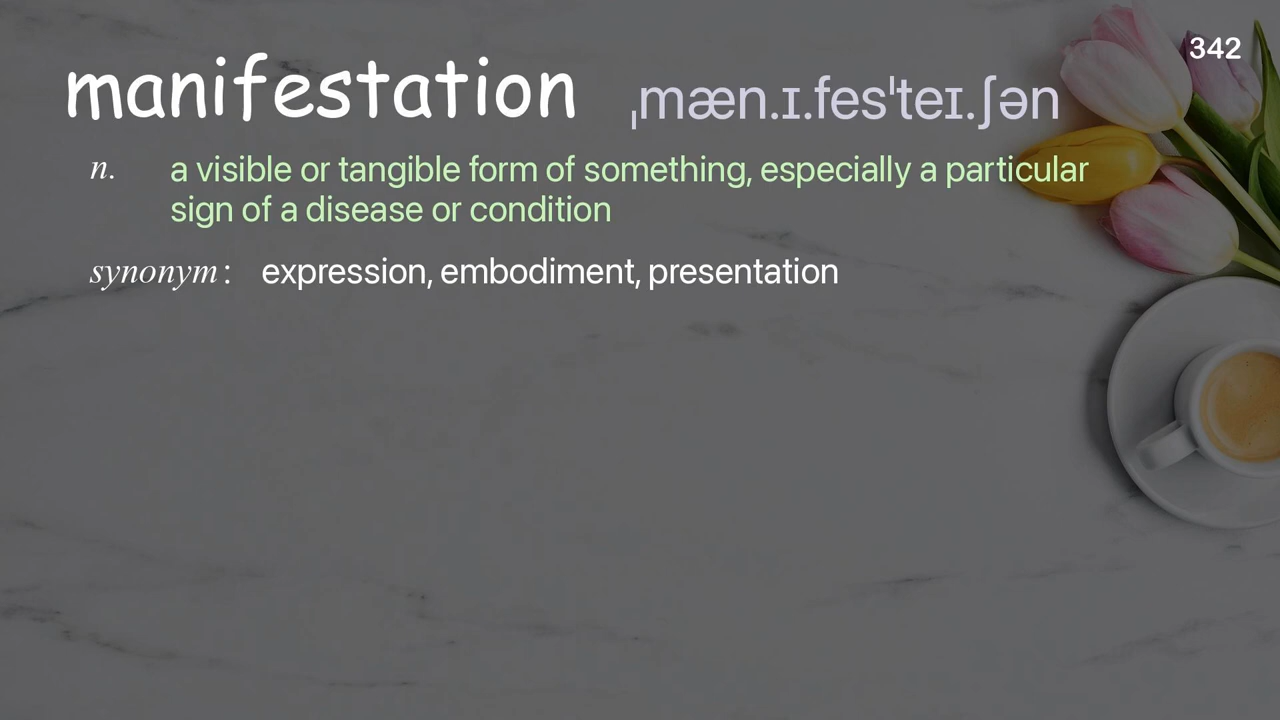 342
manifestation ˌmæn.ɪ.fesˈteɪ.ʃən
n. a visible or tangible form of something, especially a particular
sign of a disease or condition
synonym : expression, embodiment, presentation